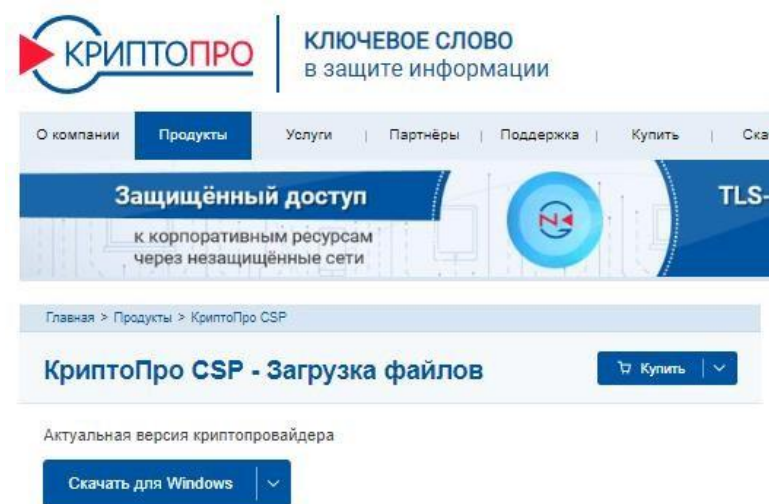 КРИПТОПРО
КЛЮЧЕВОЕ СЛОВО
в защите информации
О компании Продукты Услуги | Партнёры | Поддержка | Купить | Ска
Защищённый доступ
TLS-
к корпоративным ресурсам
через незащищённые сети
Главная > Продукты > КриптоПро CSP
КриптоПро CSP - Загрузка файлов
Купить
Актуальная версия криптопровайдера
Скачать для Windows